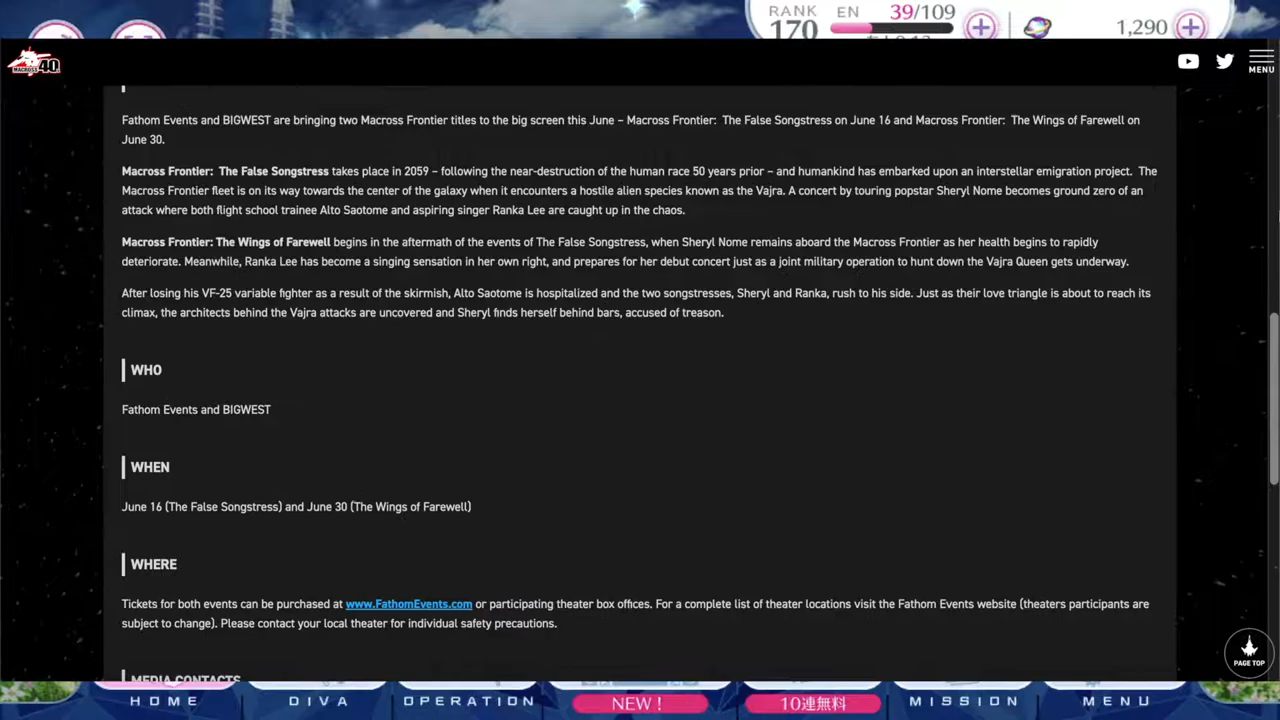 RANK
170
EN
39/109
1,290
MACROSS 40
MENU
Fathom Events and BIGWEST are bringing two Macross Frontier titles to the big screen this June – Macross Frontier:  The False Songstress on June 16 and Macross Frontier:  The Wings of Farewell on
June 30.
Macross Frontier:  The False Songstress takes place in 2059 – following the near-destruction of the human race 50 years prior – and humankind has embarked upon an interstellar emigration project.  The
Macross Frontier fleet is on its way towards the center of the galaxy when it encounters a hostile alien species known as the Vajra. A concert by touring popstar Sheryl Nome becomes ground zero of an
attack where both flight school trainee Alto Saotome and aspiring singer Ranka Lee are caught up in the chaos.
Macross Frontier: The Wings of Farewell begins in the aftermath of the events of The False Songstress, when Sheryl Nome remains aboard the Macross Frontier as her health begins to rapidly
deteriorate. Meanwhile, Ranka Lee has become a singing sensation in her own right, and prepares for her debut concert just as a joint military operation to hunt down the Vajra Queen gets underway.
After losing his VF-25 variable fighter as a result of the skirmish, Alto Saotome is hospitalized and the two songstresses, Sheryl and Ranka, rush to his side. Just as their love triangle is about to reach its
climax, the architects behind the Vajra attacks are uncovered and Sheryl finds herself behind bars, accused of treason.
WHO
Fathom Events and BIGWEST
WHEN
June 16 (The False Songstress) and June 30 (The Wings of Farewell)
WHERE
Tickets for both events can be purchased at www.FathomEvents.com or participating theater box offices. For a complete list of theater locations visit the Fathom Events website (theaters participants are
subject to change). Please contact your local theater for individual safety precautions.
PAGE TOP
MEDIA CONTACTS
HOME
DIVA
OPERATION
NEW!
10連無料
MISSION
MENU